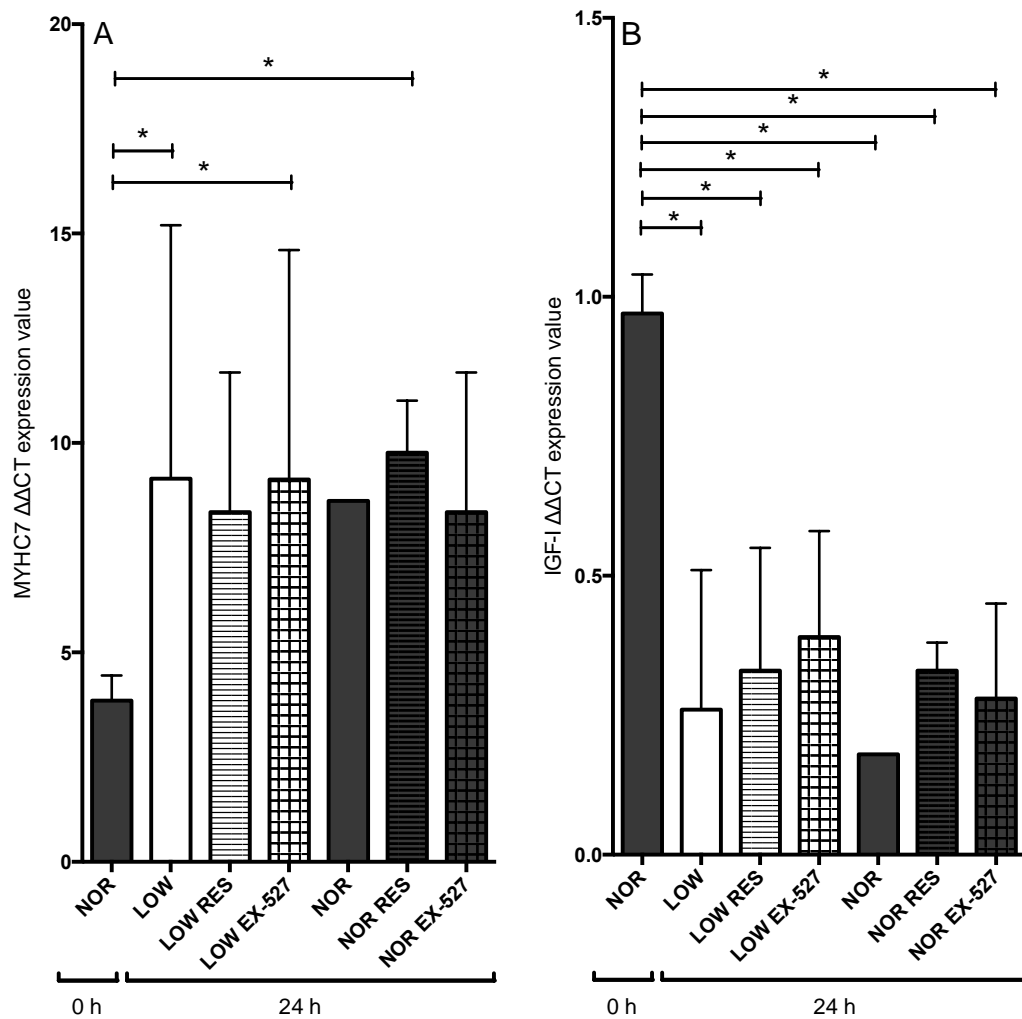 A
MYHC7 ΔΔCT expression value
20
15
10
5
0
*
*
*
NOR
LOW
LOW RES
LOW EX-527
NOR
NOR RES
NOR EX-527
0 h
24 h
B
IGF-I ΔΔCT expression value
1.5
1.0
0.5
0.0
*
*
*
*
*
*
NOR
LOW
LOW RES
LOW EX-527
NOR
NOR RES
NOR EX-527
0 h
24 h